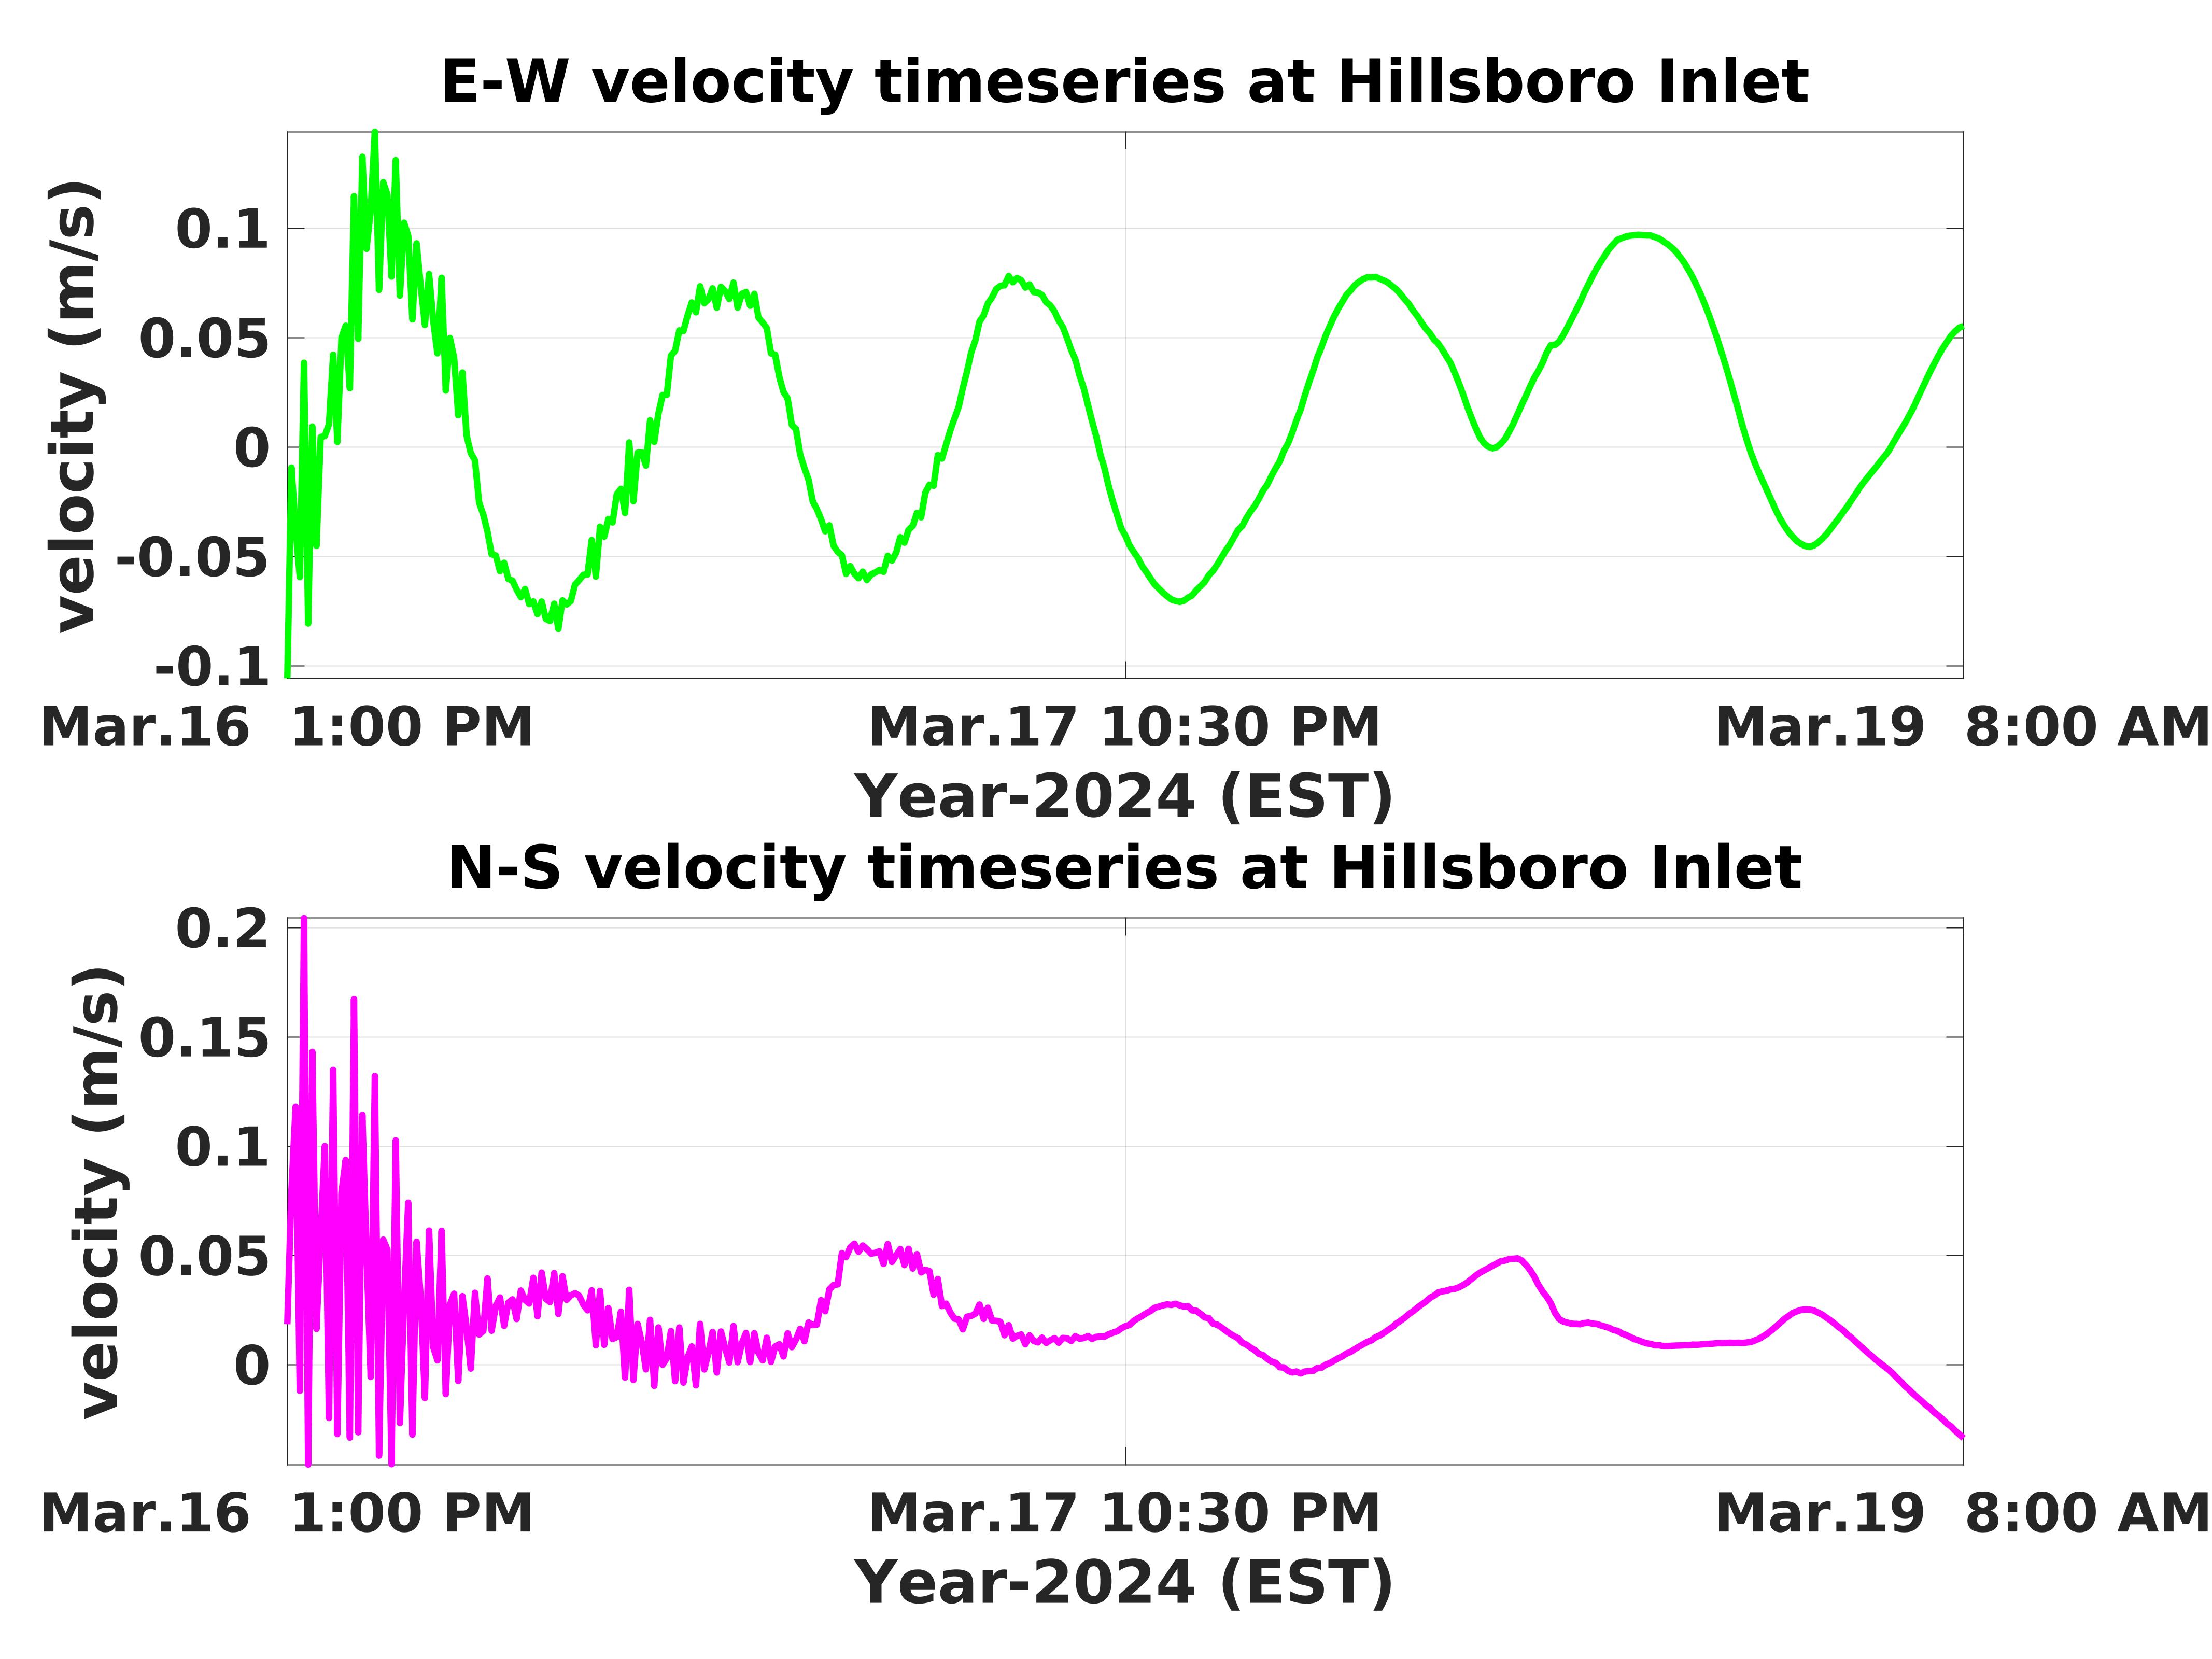 E-W velocity timeseries at Hillsboro Inlet
velocity (m/s)
0.1
0.05
0
-0.05
-0.1
Mar.16  1:00 PM
Mar.17 10:30 PM
Mar.19  8:00 AM
Year-2024 (EST)
N-S velocity timeseries at Hillsboro Inlet
velocity (m/s)
0.2
0.15
0.1
0.05
0
Mar.16  1:00 PM
Mar.17 10:30 PM
Mar.19  8:00 AM
Year-2024 (EST)